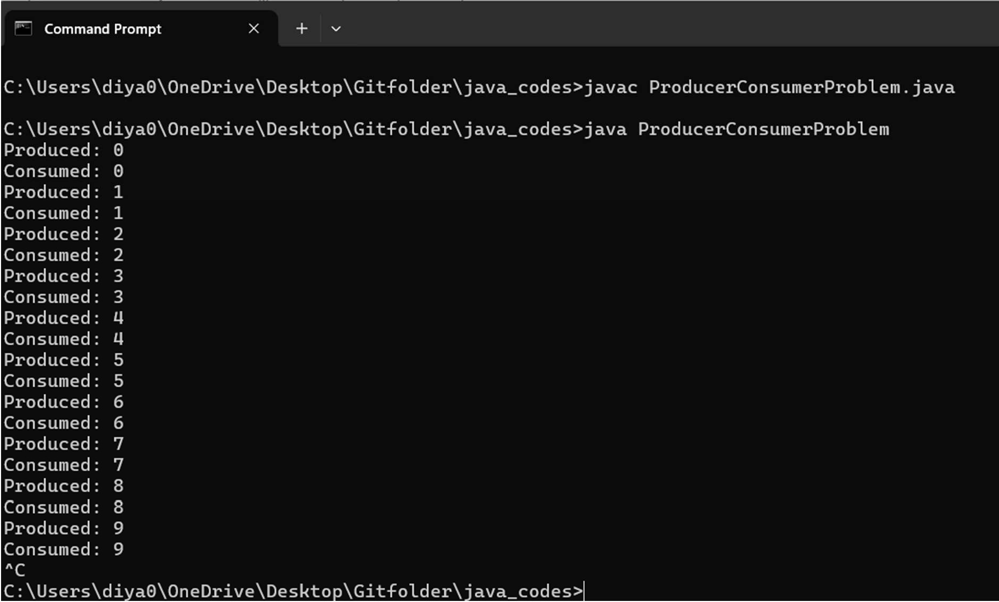 Command Prompt
C:\Users\diya0\OneDrive\Desktop\Gitfolder\java_codes>javac ProducerConsumerProblem.java
C:\Users\diya0\OneDrive\Desktop\Gitfolder\java_codes>java ProducerConsumerProblem
Produced: 0
Consumed: 0
Produced: 1
Consumed: 1
Produced: 2
Consumed: 2
Produced: 3
Consumed: 3
Produced: 4
Consumed: 4
Produced: 5
Consumed: 5
Produced: 6
Consumed: 6
Produced: 7
Consumed: 7
Produced: 8
Consumed: 8
Produced: 9
Consumed: 9
^C
C:\Users\diya0\OneDrive\Desktop\Gitfolder\java_codes>